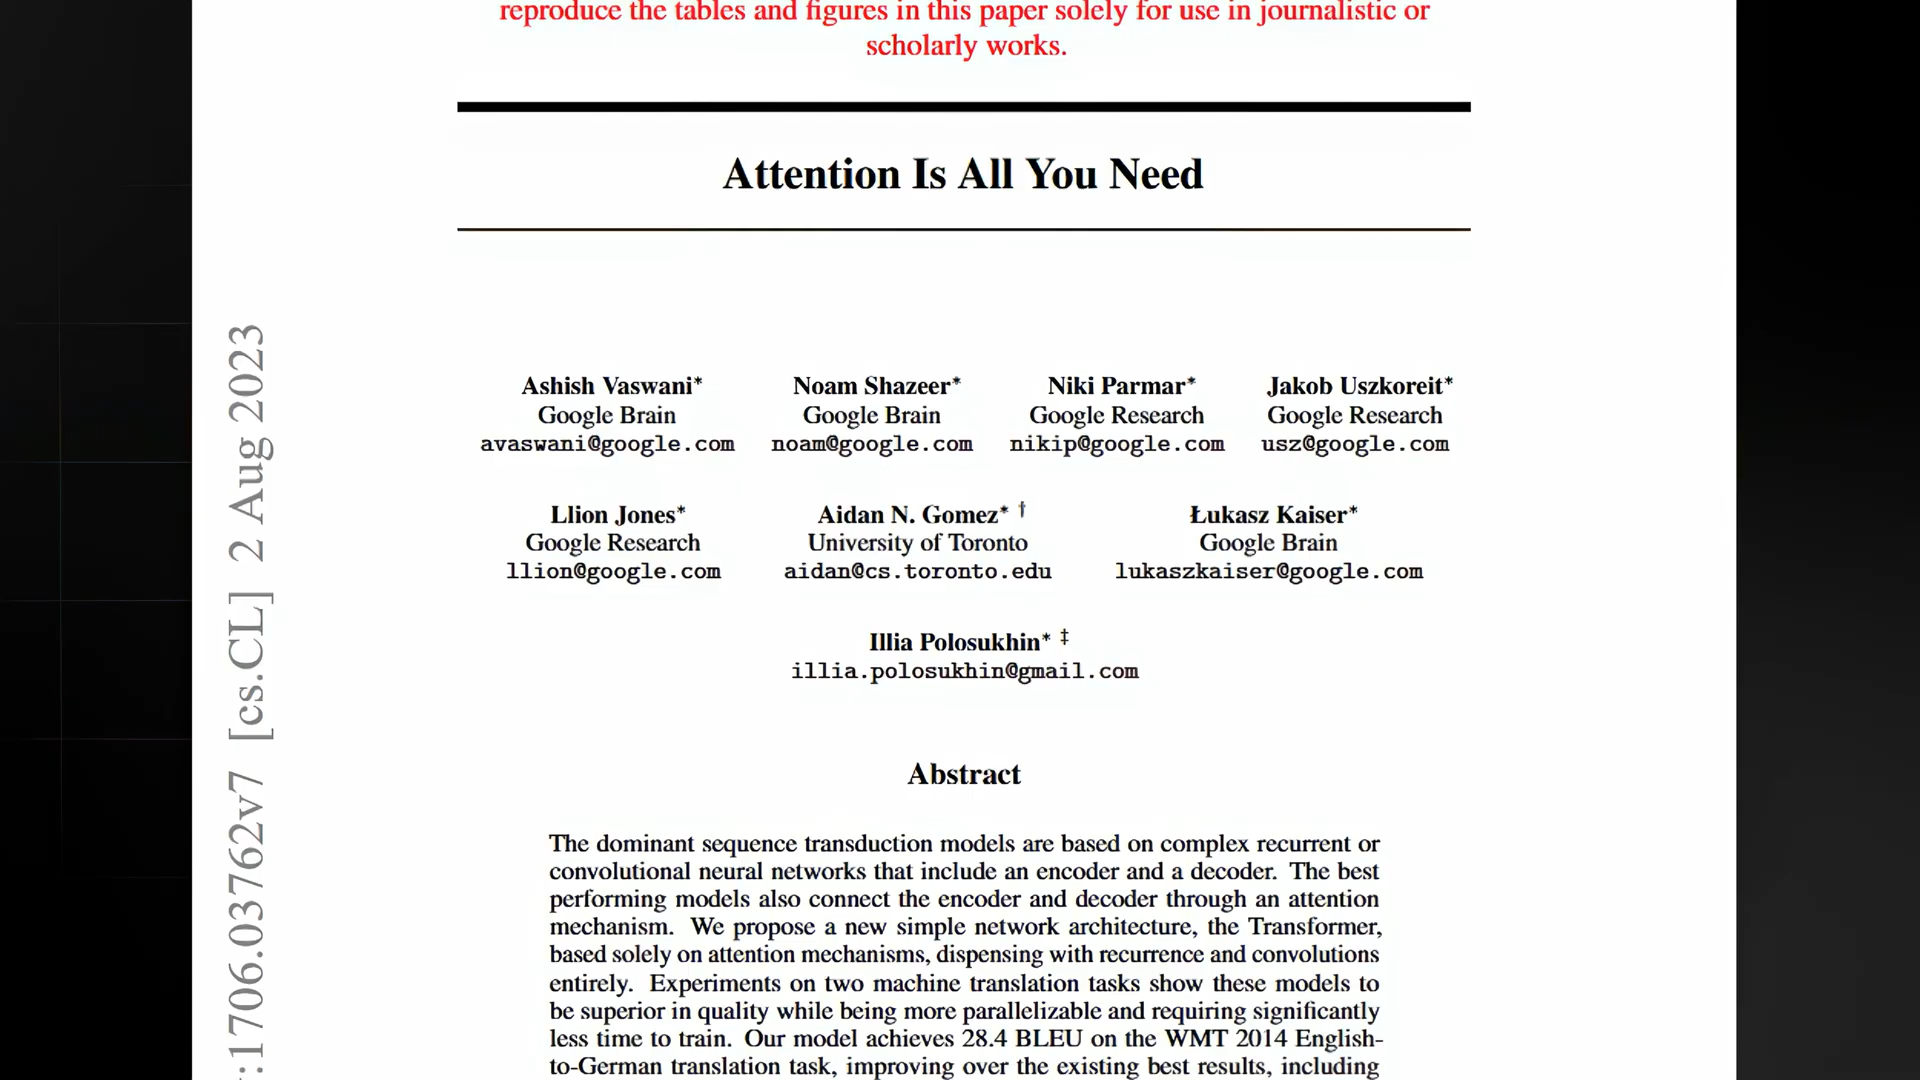 reproduce the tables and figures in this paper solely for use in journalistic or
scholarly works.
Attention Is All You Need
Ashish Vaswani* Noam Shazeer* Niki Parmar* Jakob Uszkoreit*
Google Brain Google Brain Google Research Google Research
avaswani@google.com noam@google.com nikip@google.com usz@google.com
Llion Jones* Aidan N. Gomez* † Łukasz Kaiser*
Google Research University of Toronto Google Brain
llion@google.com aidan@cs.toronto.edu lukaszkaiser@google.com
Illia Polosukhin* ‡
illia.polosukhin@gmail.com
Abstract
The dominant sequence transduction models are based on complex recurrent or
convolutional neural networks that include an encoder and a decoder. The best
performing models also connect the encoder and decoder through an attention
mechanism. We propose a new simple network architecture, the Transformer,
based solely on attention mechanisms, dispensing with recurrence and convolutions
entirely. Experiments on two machine translation tasks show these models to
be superior in quality while being more parallelizable and requiring significantly
less time to train. Our model achieves 28.4 BLEU on the WMT 2014 English-
to-German translation task, improving over the existing best results, including
:1706.03762v7 [cs.CL] 2 Aug 2023